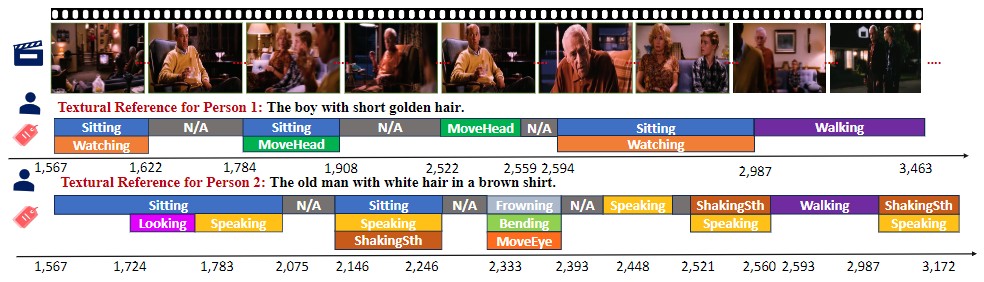 Textural Reference for Person 1: The boy with short golden hair.
Sitting N/A Sitting N/A MoveHead N/A Sitting Walking
Watching MoveHead Watching
1,567 1,622 1,784 1,908 2,522 2,559 2,594 2,987 3,463
Textural Reference for Person 2: The old man with white hair in a brown shirt.
Sitting N/A Sitting N/A Frowning N/A Speaking ShakingSth Walking ShakingSth
Looking Speaking Speaking Bending Speaking Speaking
ShakingSth MoveEye
1,567 1,724 1,783 2,075 2,146 2,246 2,333 2,393 2,448 2,521 2,560 2,593 2,987 3,172